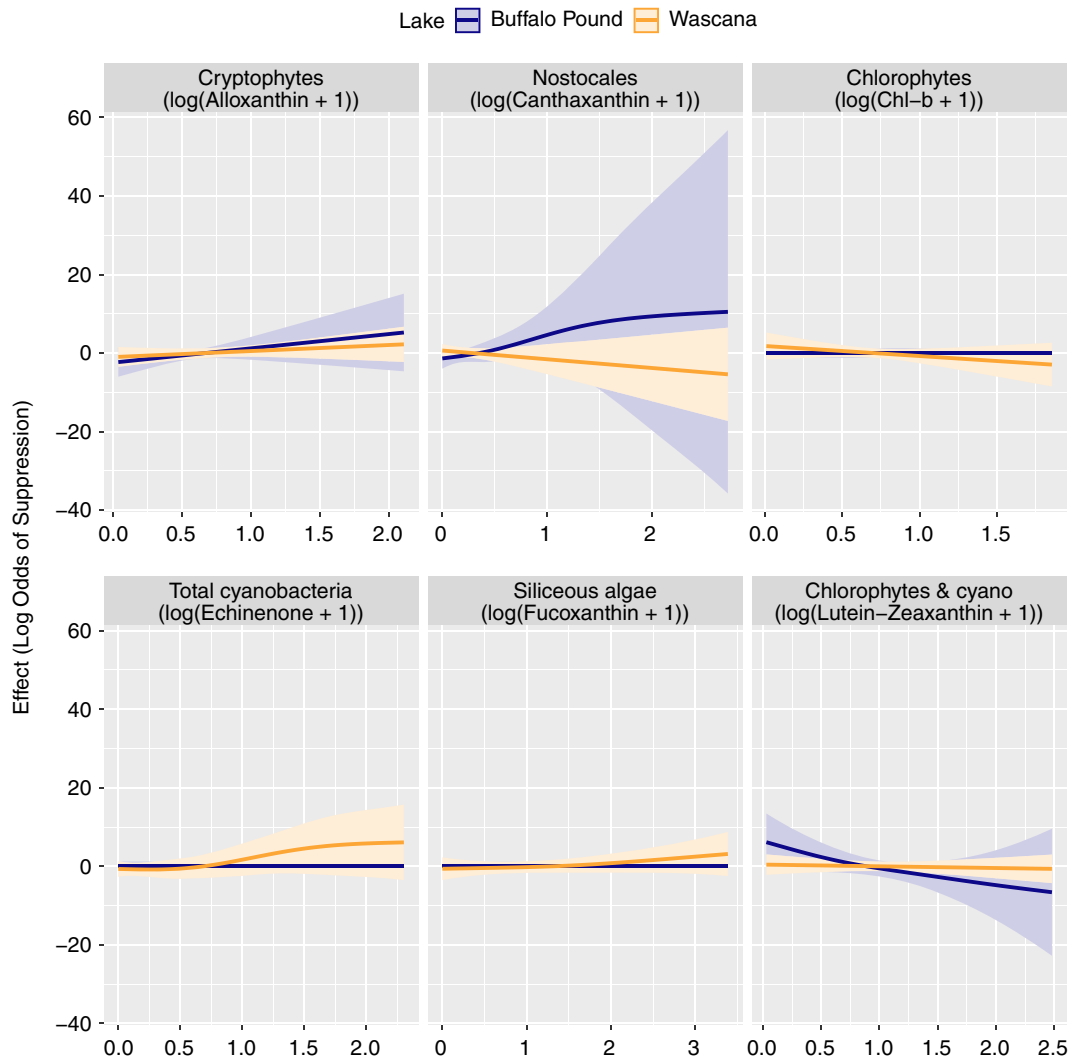 Lake Buffalo Pound Wascana
Cryptophytes
(log(Alloxanthin + 1))
Nostocales
(log(Canthaxanthin + 1))
Chlorophytes
(log(Chl−b + 1))
60
40
20
0
−20
−40
0.0 0.5 1.0 1.5 2.0
0 1 2
0.0 0.5 1.0 1.5
Effect (Log Odds of Suppression)
Total cyanobacteria
(log(Echinenone + 1))
Siliceous algae
(log(Fucoxanthin + 1))
Chlorophytes & cyano
(log(Lutein−Zeaxanthin + 1))
60
40
20
0
−20
−40
0.0 0.5 1.0 1.5 2.0
0 1 2 3
0.0 0.5 1.0 1.5 2.0 2.5